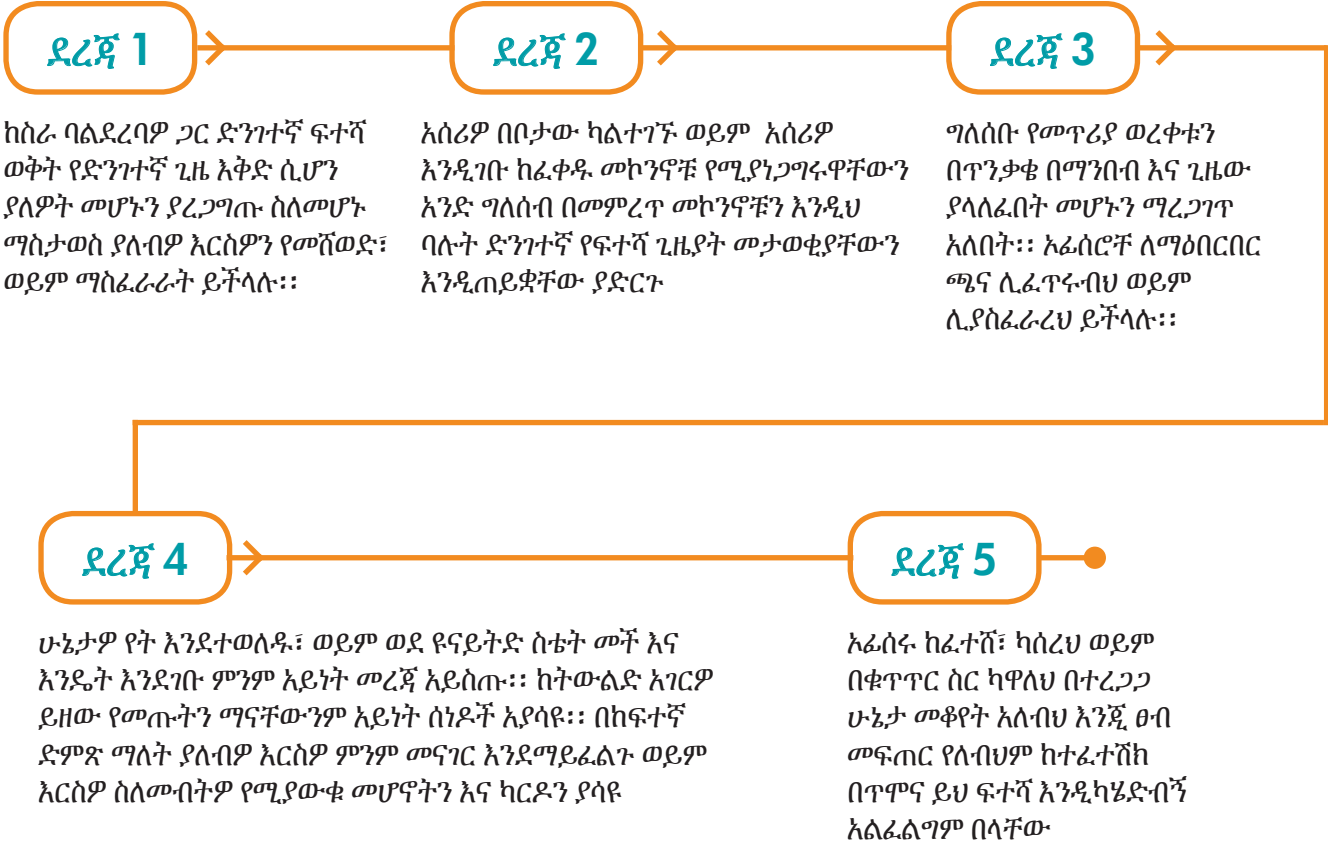 ደረጃ 1
ደረጃ 2
ደረጃ 3
ከስራ ባልደረባዎ ጋር ድንገተኛ ፍተሻ
ወቅት የድንገተኛ ጊዜ እቅድ ሲሆን
ያለዎት መሆኑን ያረጋግጡ ስለመሆኑ
ማስታወስ ያለብዎ እርስዎን የመሸወድ፣
ወይም ማስፈራራት ይችላሉ፡፡
አሰሪዎ በቦታው ካልተገኙ ወይም አሰሪዎ
እንዲገቡ ከፈቀዱ መኮንኖቹ የሚያነጋግሩዋቸውን
አንድ ግለሰብ በመምረጥ መኮንኖቹን እንዲህ
ባሉት ድንገተኛ የፍተሻ ጊዜያት መታወቂያቸውን
እንዲጠይቋቸው ያድርጉ
ግለሰቡ የመጥሪያ ወረቀቱን
በጥንቃቄ በማንበብ እና ጊዜው
ያላለፈበት መሆኑን ማረጋገጥ
አለበት፡፡ ኦፊሰሮቸ ለማዕበርበር
ጫና ሊፈጥሩብህ ወይም
ሊያስፈራረህ ይችላሉ፡፡
ደረጃ 4
ደረጃ 5
ሁኔታዎ የት እንደተወለዱ፣ ወይም ወደ ዩናይትድ ስቴት መች እና
እንዴት እንደገቡ ምንም አይነት መረጃ አይስጡ፡፡ ከትውልድ አገርዎ
ይዘው የመጡትን ማናቸውንም አይነት ሰነዶች አያሳዩ፡፡ በከፍተኛ
ድምጽ ማለት ያለብዎ እርስዎ ምንም መናገር እንደማይፈልጉ ወይም
እርስዎ ስለመብትዎ የሚያውቁ መሆኖትን እና ካርዶን ያሳዩ
ኦፊሰሩ ከፈተሸ፣ ካሰረህ ወይም
በቁጥጥር ስር ካዋለህ በተረጋጋ
ሁኔታ መቆየት አለብህ እንጂ ፀብ
መፍጠር የለብህም ከተፈተሽክ
በጥሞና ይህ ፍተሻ እንዲካሄድብኝ
አልፈልግም በላቸው